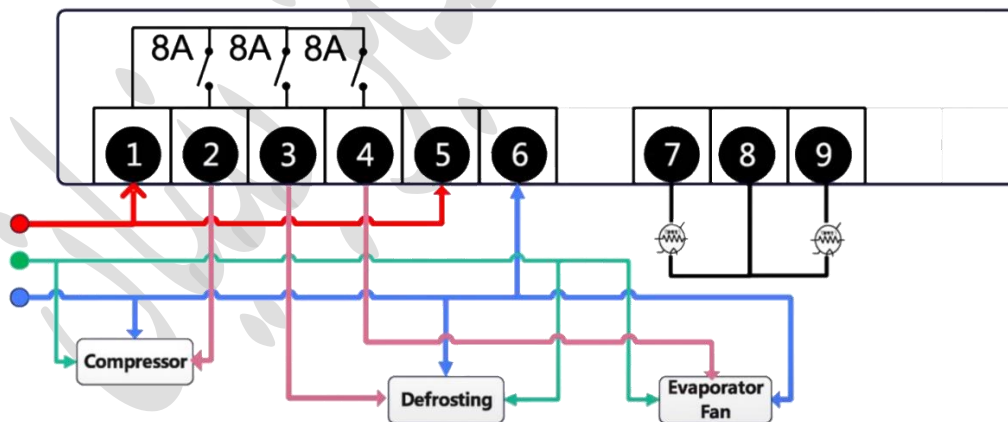 8A 8A 8A
1 2 3 4 5 6 7 8 9
Compressor
Defrosting
Evaporator
Fan